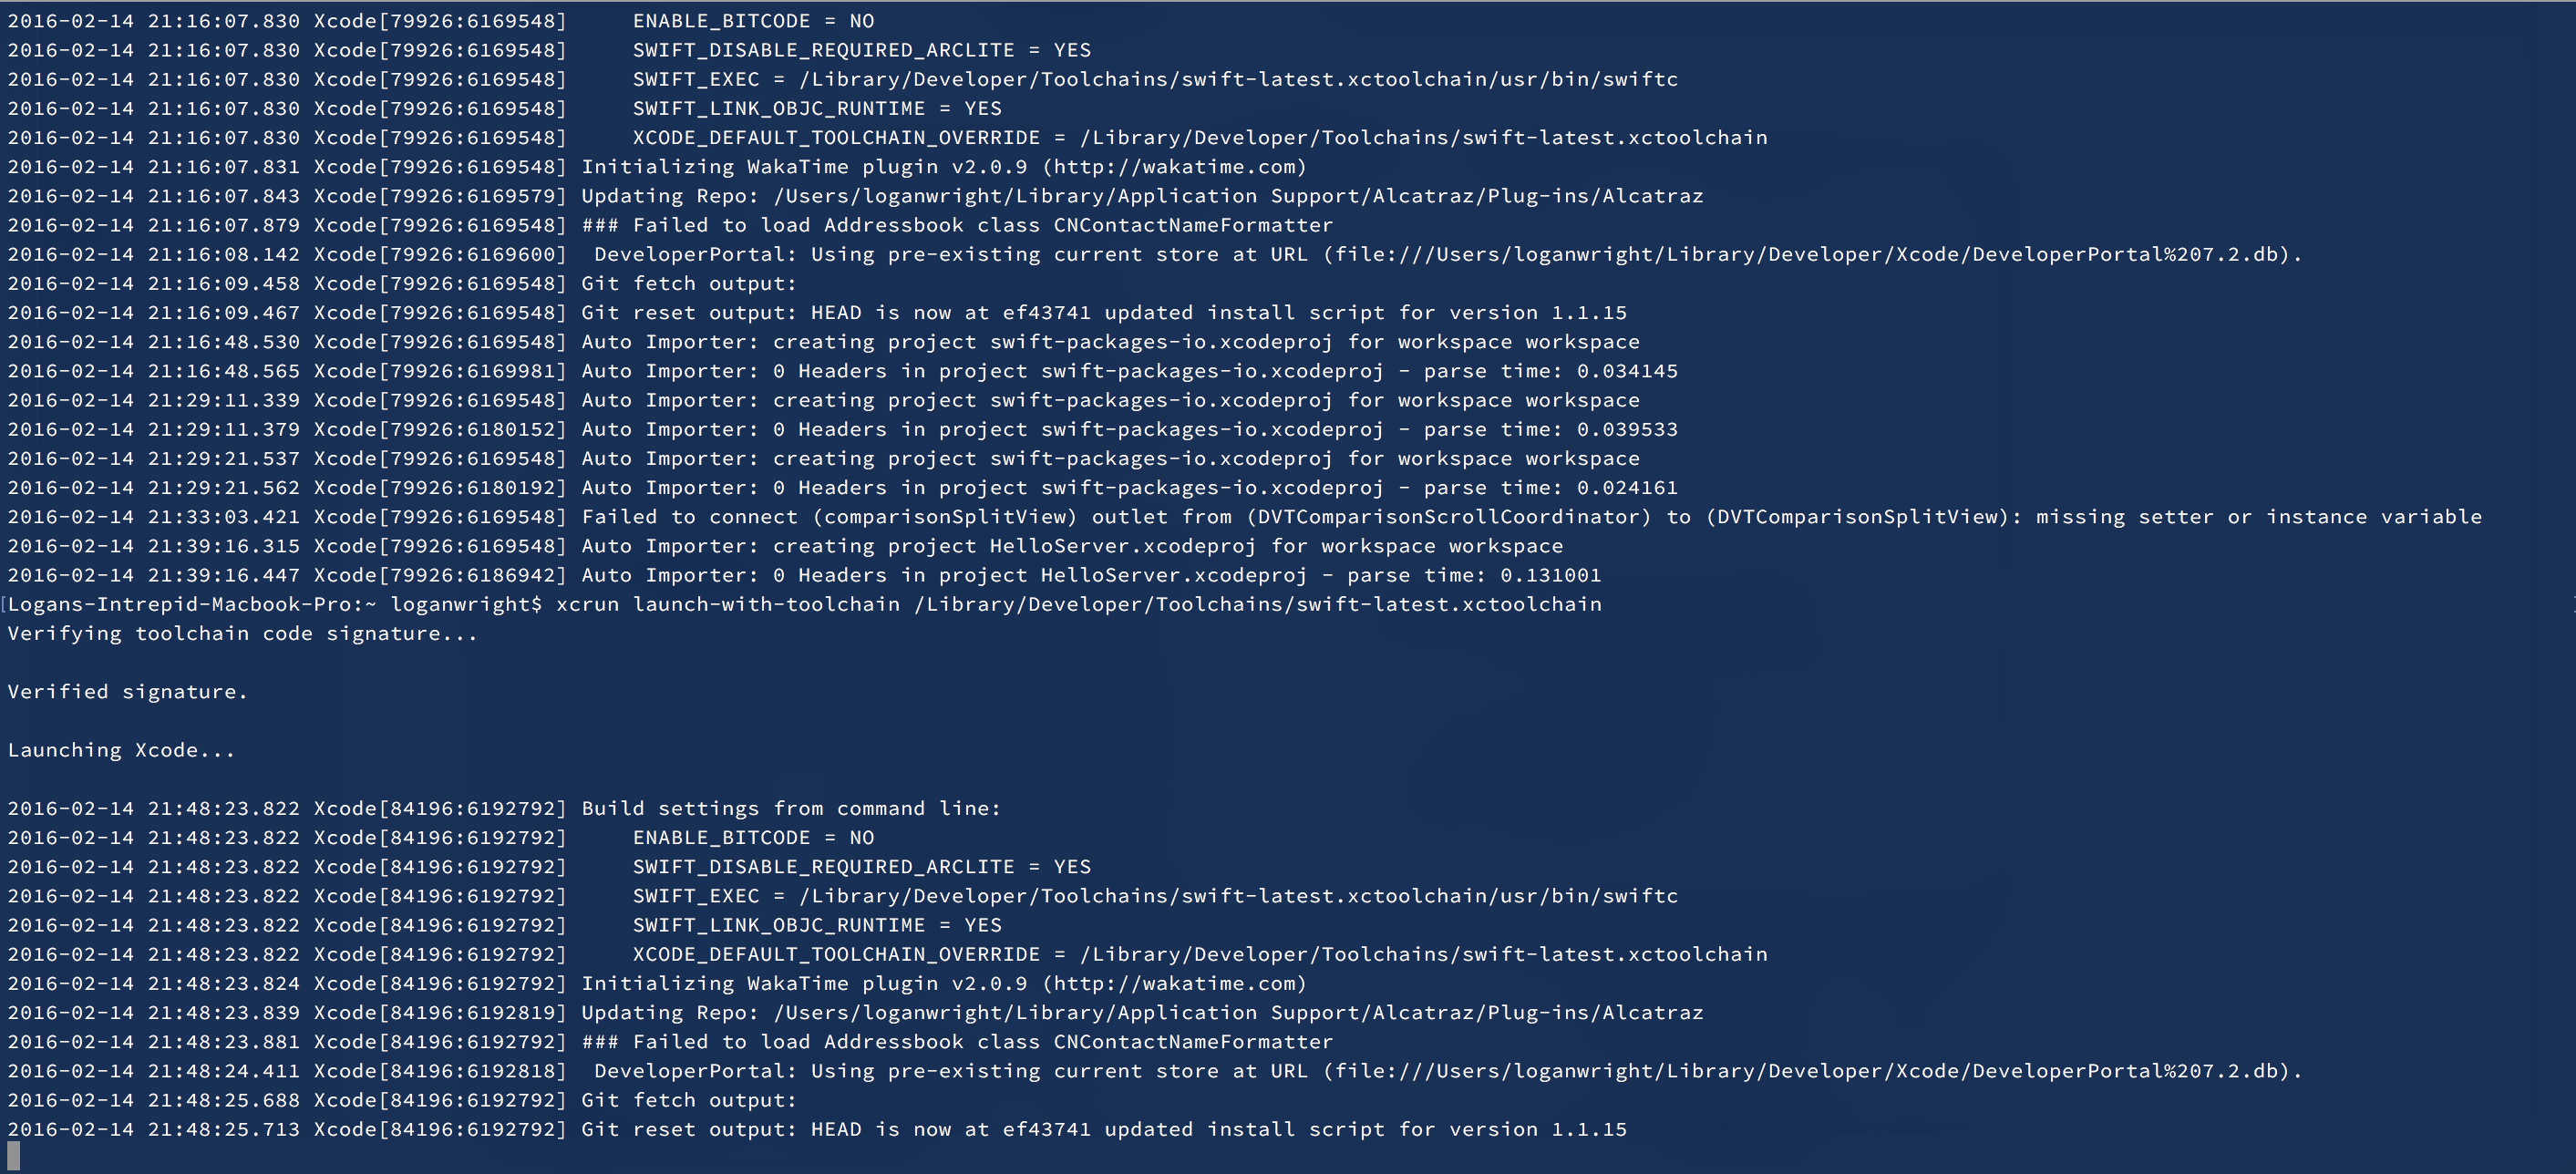 2016-02-14 21:16:07.830 Xcode[79926:6169548]     ENABLE_BITCODE = NO
2016-02-14 21:16:07.830 Xcode[79926:6169548]     SWIFT_DISABLE_REQUIRED_ARCLITE = YES
2016-02-14 21:16:07.830 Xcode[79926:6169548]     SWIFT_EXEC = /Library/Developer/Toolchains/swift-latest.xctoolchain/usr/bin/swiftc
2016-02-14 21:16:07.830 Xcode[79926:6169548]     SWIFT_LINK_OBJC_RUNTIME = YES
2016-02-14 21:16:07.830 Xcode[79926:6169548]     XCODE_DEFAULT_TOOLCHAIN_OVERRIDE = /Library/Developer/Toolchains/swift-latest.xctoolchain
2016-02-14 21:16:07.831 Xcode[79926:6169548] Initializing WakaTime plugin v2.0.9 (http://wakatime.com)
2016-02-14 21:16:07.843 Xcode[79926:6169579] Updating Repo: /Users/loganwright/Library/Application Support/Alcatraz/Plug-ins/Alcatraz
2016-02-14 21:16:07.879 Xcode[79926:6169548] ### Failed to load Addressbook class CNContactNameFormatter
2016-02-14 21:16:08.142 Xcode[79926:6169600]  DeveloperPortal: Using pre-existing current store at URL (file:///Users/loganwright/Library/Developer/Xcode/DeveloperPortal%207.2.db).
2016-02-14 21:16:09.458 Xcode[79926:6169548] Git fetch output:
2016-02-14 21:16:09.467 Xcode[79926:6169548] Git reset output: HEAD is now at ef43741 updated install script for version 1.1.15
2016-02-14 21:16:48.530 Xcode[79926:6169548] Auto Importer: creating project swift-packages-io.xcodeproj for workspace workspace
2016-02-14 21:16:48.565 Xcode[79926:6169981] Auto Importer: 0 Headers in project swift-packages-io.xcodeproj - parse time: 0.034145
2016-02-14 21:29:11.339 Xcode[79926:6169548] Auto Importer: creating project swift-packages-io.xcodeproj for workspace workspace
2016-02-14 21:29:11.379 Xcode[79926:6180152] Auto Importer: 0 Headers in project swift-packages-io.xcodeproj - parse time: 0.039533
2016-02-14 21:29:21.537 Xcode[79926:6169548] Auto Importer: creating project swift-packages-io.xcodeproj for workspace workspace
2016-02-14 21:29:21.562 Xcode[79926:6180192] Auto Importer: 0 Headers in project swift-packages-io.xcodeproj - parse time: 0.024161
2016-02-14 21:33:03.421 Xcode[79926:6169548] Failed to connect (comparisonSplitView) outlet from (DVTComparisonScrollCoordinator) to (DVTComparisonSplitView): missing setter or instance variable
2016-02-14 21:39:16.315 Xcode[79926:6169548] Auto Importer: creating project HelloServer.xcodeproj for workspace workspace
2016-02-14 21:39:16.447 Xcode[79926:6186942] Auto Importer: 0 Headers in project HelloServer.xcodeproj - parse time: 0.131001
[Logans-Intrepid-Macbook-Pro:~ loganwright$ xcrun launch-with-toolchain /Library/Developer/Toolchains/swift-latest.xctoolchain ]
Verifying toolchain code signature...
Verified signature.
Launching Xcode...
2016-02-14 21:48:23.822 Xcode[84196:6192792] Build settings from command line:
2016-02-14 21:48:23.822 Xcode[84196:6192792]     ENABLE_BITCODE = NO
2016-02-14 21:48:23.822 Xcode[84196:6192792]     SWIFT_DISABLE_REQUIRED_ARCLITE = YES
2016-02-14 21:48:23.822 Xcode[84196:6192792]     SWIFT_EXEC = /Library/Developer/Toolchains/swift-latest.xctoolchain/usr/bin/swiftc
2016-02-14 21:48:23.822 Xcode[84196:6192792]     SWIFT_LINK_OBJC_RUNTIME = YES
2016-02-14 21:48:23.822 Xcode[84196:6192792]     XCODE_DEFAULT_TOOLCHAIN_OVERRIDE = /Library/Developer/Toolchains/swift-latest.xctoolchain
2016-02-14 21:48:23.824 Xcode[84196:6192792] Initializing WakaTime plugin v2.0.9 (http://wakatime.com)
2016-02-14 21:48:23.839 Xcode[84196:6192819] Updating Repo: /Users/loganwright/Library/Application Support/Alcatraz/Plug-ins/Alcatraz
2016-02-14 21:48:23.881 Xcode[84196:6192792] ### Failed to load Addressbook class CNContactNameFormatter
2016-02-14 21:48:24.411 Xcode[84196:6192818]  DeveloperPortal: Using pre-existing current store at URL (file:///Users/loganwright/Library/Developer/Xcode/DeveloperPortal%207.2.db).
2016-02-14 21:48:25.688 Xcode[84196:6192792] Git fetch output:
2016-02-14 21:48:25.713 Xcode[84196:6192792] Git reset output: HEAD is now at ef43741 updated install script for version 1.1.15